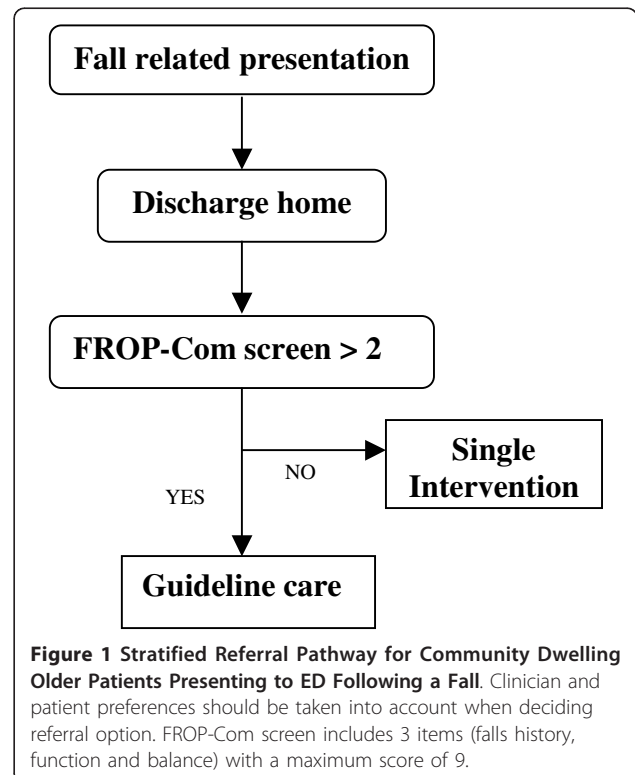 Fall related presentation
Discharge home
FROP-Com screen > 2
NO
Single
Intervention
YES
Guideline care
Figure 1 Stratified Referral Pathway for Community Dwelling
Older Patients Presenting to ED Following a Fall. Clinician and
patient preferences should be taken into account when deciding
referral option. FROP-Com screen includes 3 items (falls history,
function and balance) with a maximum score of 9.